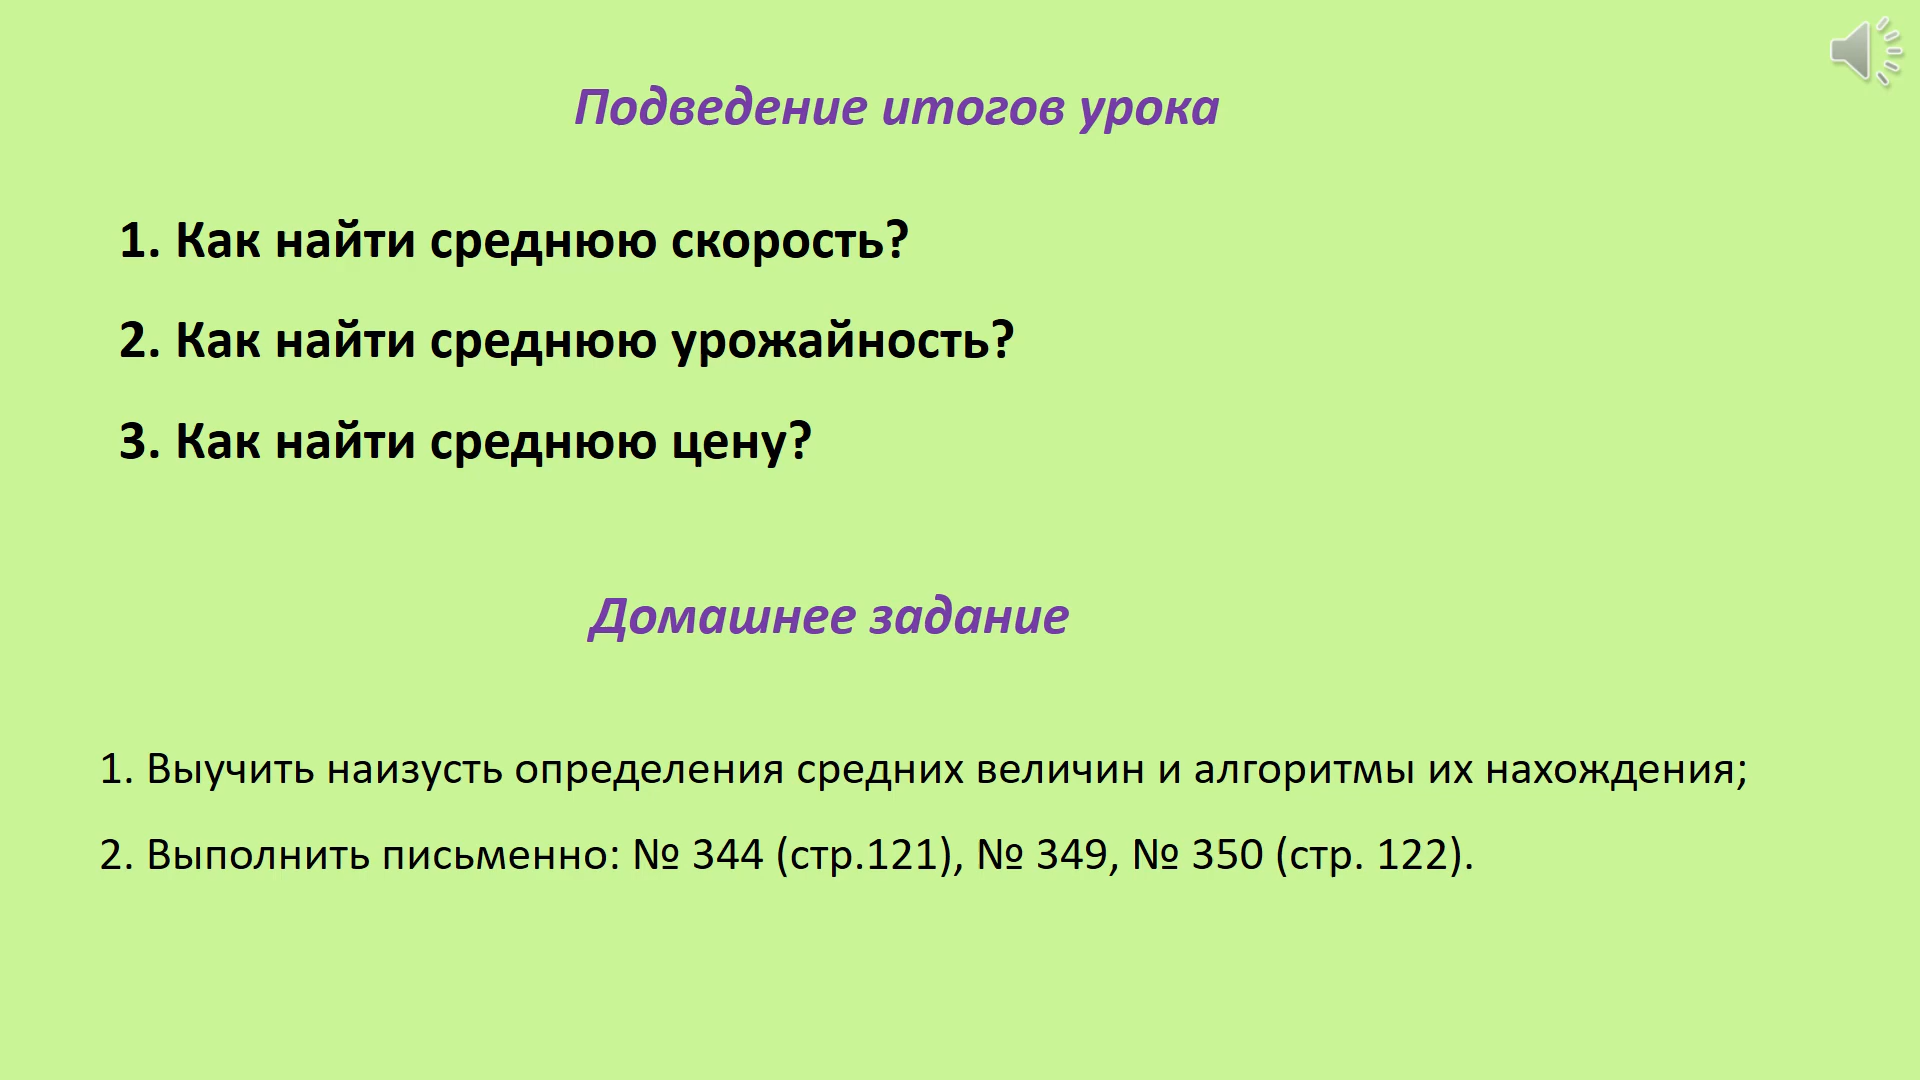 Подведение итогов урока
1. Как найти среднюю скорость?
2. Как найти среднюю урожайность?
3. Как найти среднюю цену?
Домашнее задание
1. Выучить наизусть определения средних величин и алгоритмы их нахождения;
2. Выполнить письменно: № 344 (стр.121), № 349, № 350 (стр. 122).